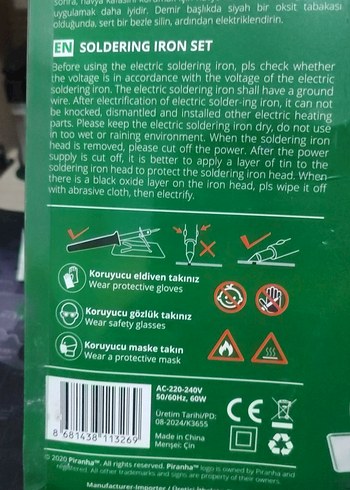 sonra, havya kafasını korumak için
uygulamak daha iyidir. Demir başlıkda siyah bir oksit tabakası
olduğunda, sert bir bezle silin, ardından elektriklendirin.
EN SOLDERING IRON SET
Before using the electric soldering iron, pls check whether
the voltage is in accordance with the voltage of the electric
soldering iron. The electric soldering iron shall have a ground
wire. After electrification of electric solder-ing iron, it can not
be knocked, dismantled and installed other electric heating
parts. Please keep the electric soldering iron dry, do not use
in too wet or raining environment. When the soldering iron
head is removed, please cut off the power. After the power
supply is cut off, it is better to apply a layer of tin to the
soldering iron head to protect the soldering iron head. When
there is a black oxide layer on the iron head, pls wipe it off
with abrasive cloth, then electrify.
Koruyucu eldiven takınız
Wear protective gloves
Koruyucu gözlük takınız
Wear safety glasses
Koruyucu maske takın
Wear a protective mask
AC-220-240V
50/60Hz, 60W
Üretim Tarihi/PD:
08-2024/K3655
Made in China
Menşei: Çin
CE
8 681438 113269
© 2020 Piranha™. All rights reserved. Piranha™ logo is owned by Piranha and
registered. All other trademarks and signs are property of their owners.
Manufacturer-Importer / Üretici